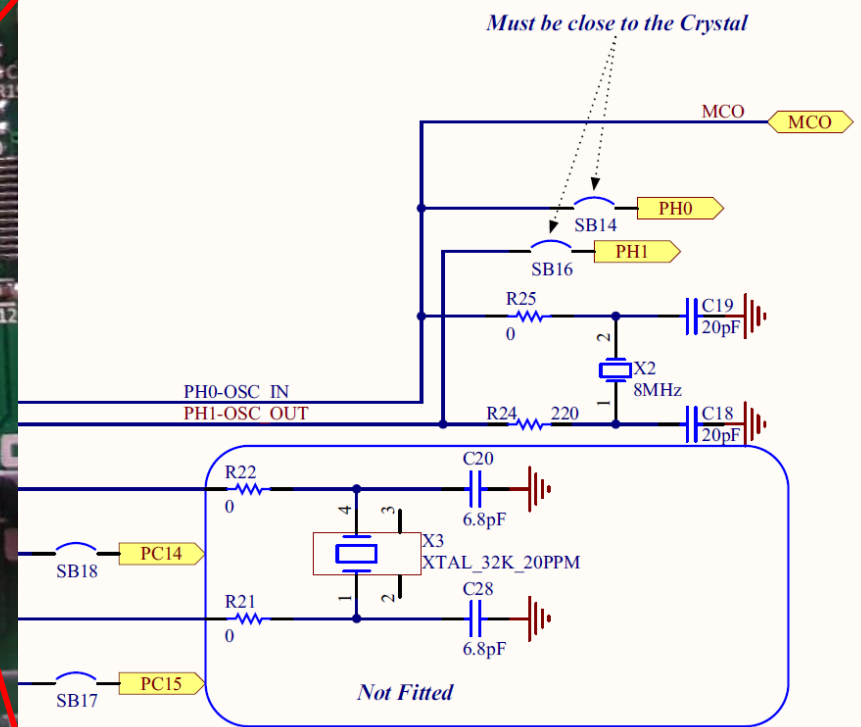 Must be close to the Crystal
MCO
MCO
PH0
SB14
PH1
SB16
R25
0
C19
20pF
2
X2
8MHz
1
PH0-OSC_IN
PH1-OSC_OUT
R24
220
C18
20pF
R22
0
C20
6.8pF
4
3
X3
XTAL_32K_20PPM
PC14
SB18
1
2
R21
0
C28
6.8pF
PC15
SB17
Not Fitted
12